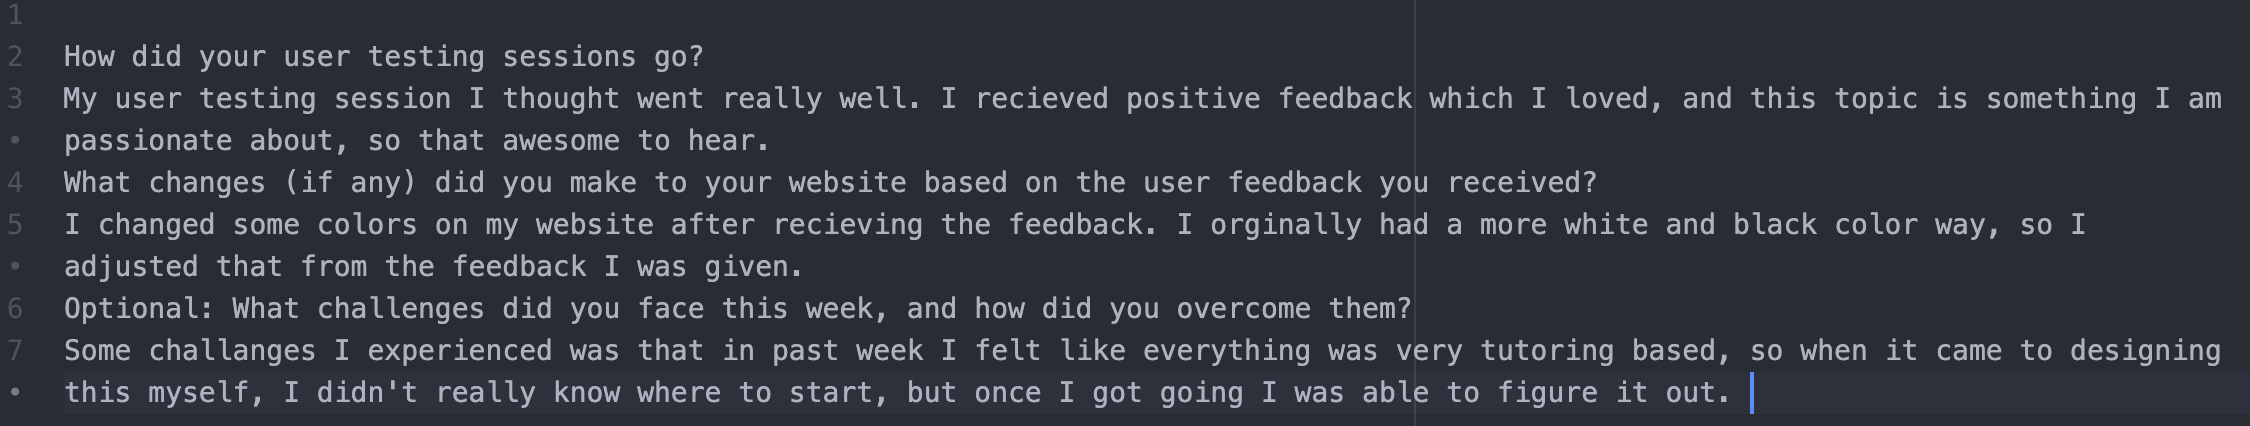 1
2 How did your user testing sessions go?
3 My user testing session I thought went really well. I recieved positive feedback which I loved, and this topic is something I am
• passionate about, so that awesome to hear.
4 What changes (if any) did you make to your website based on the user feedback you received?
5 I changed some colors on my website after recieving the feedback. I orginally had a more white and black color way, so I
• adjusted that from the feedback I was given.
6 Optional: What challenges did you face this week, and how did you overcome them?
7 Some challanges I experienced was that in past week I felt like everything was very tutoring based, so when it came to designing
• this myself, I didn't really know where to start, but once I got going I was able to figure it out.